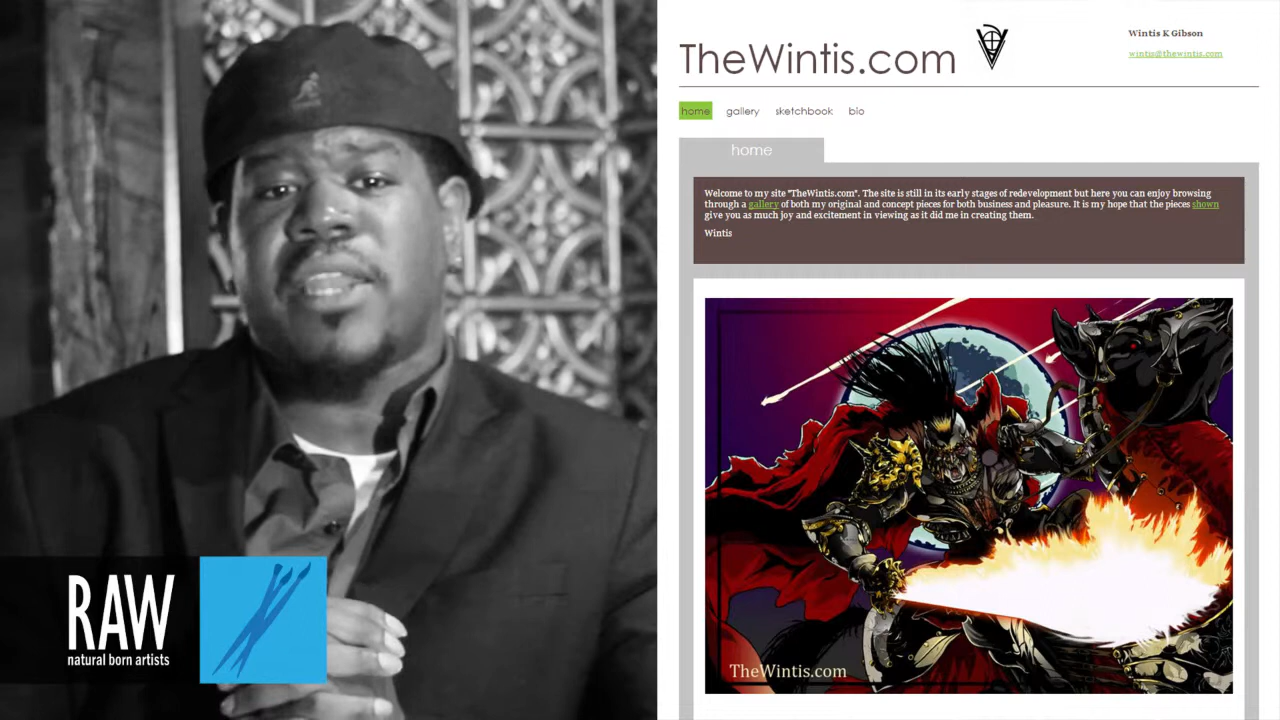 TheWintis.com
Wintis K Gibson
wintis@thewintis.com
home gallery sketchbook bio
home
Welcome to my site "TheWintis.com". The site is still in its early stages of redevelopment but here you can enjoy browsing
through a gallery of both my original and concept pieces for both business and pleasure. It is my hope that the pieces shown
give you as much joy and excitement in viewing as it did me in creating them.
Wintis
TheWintis.com
RAW
natural born artists